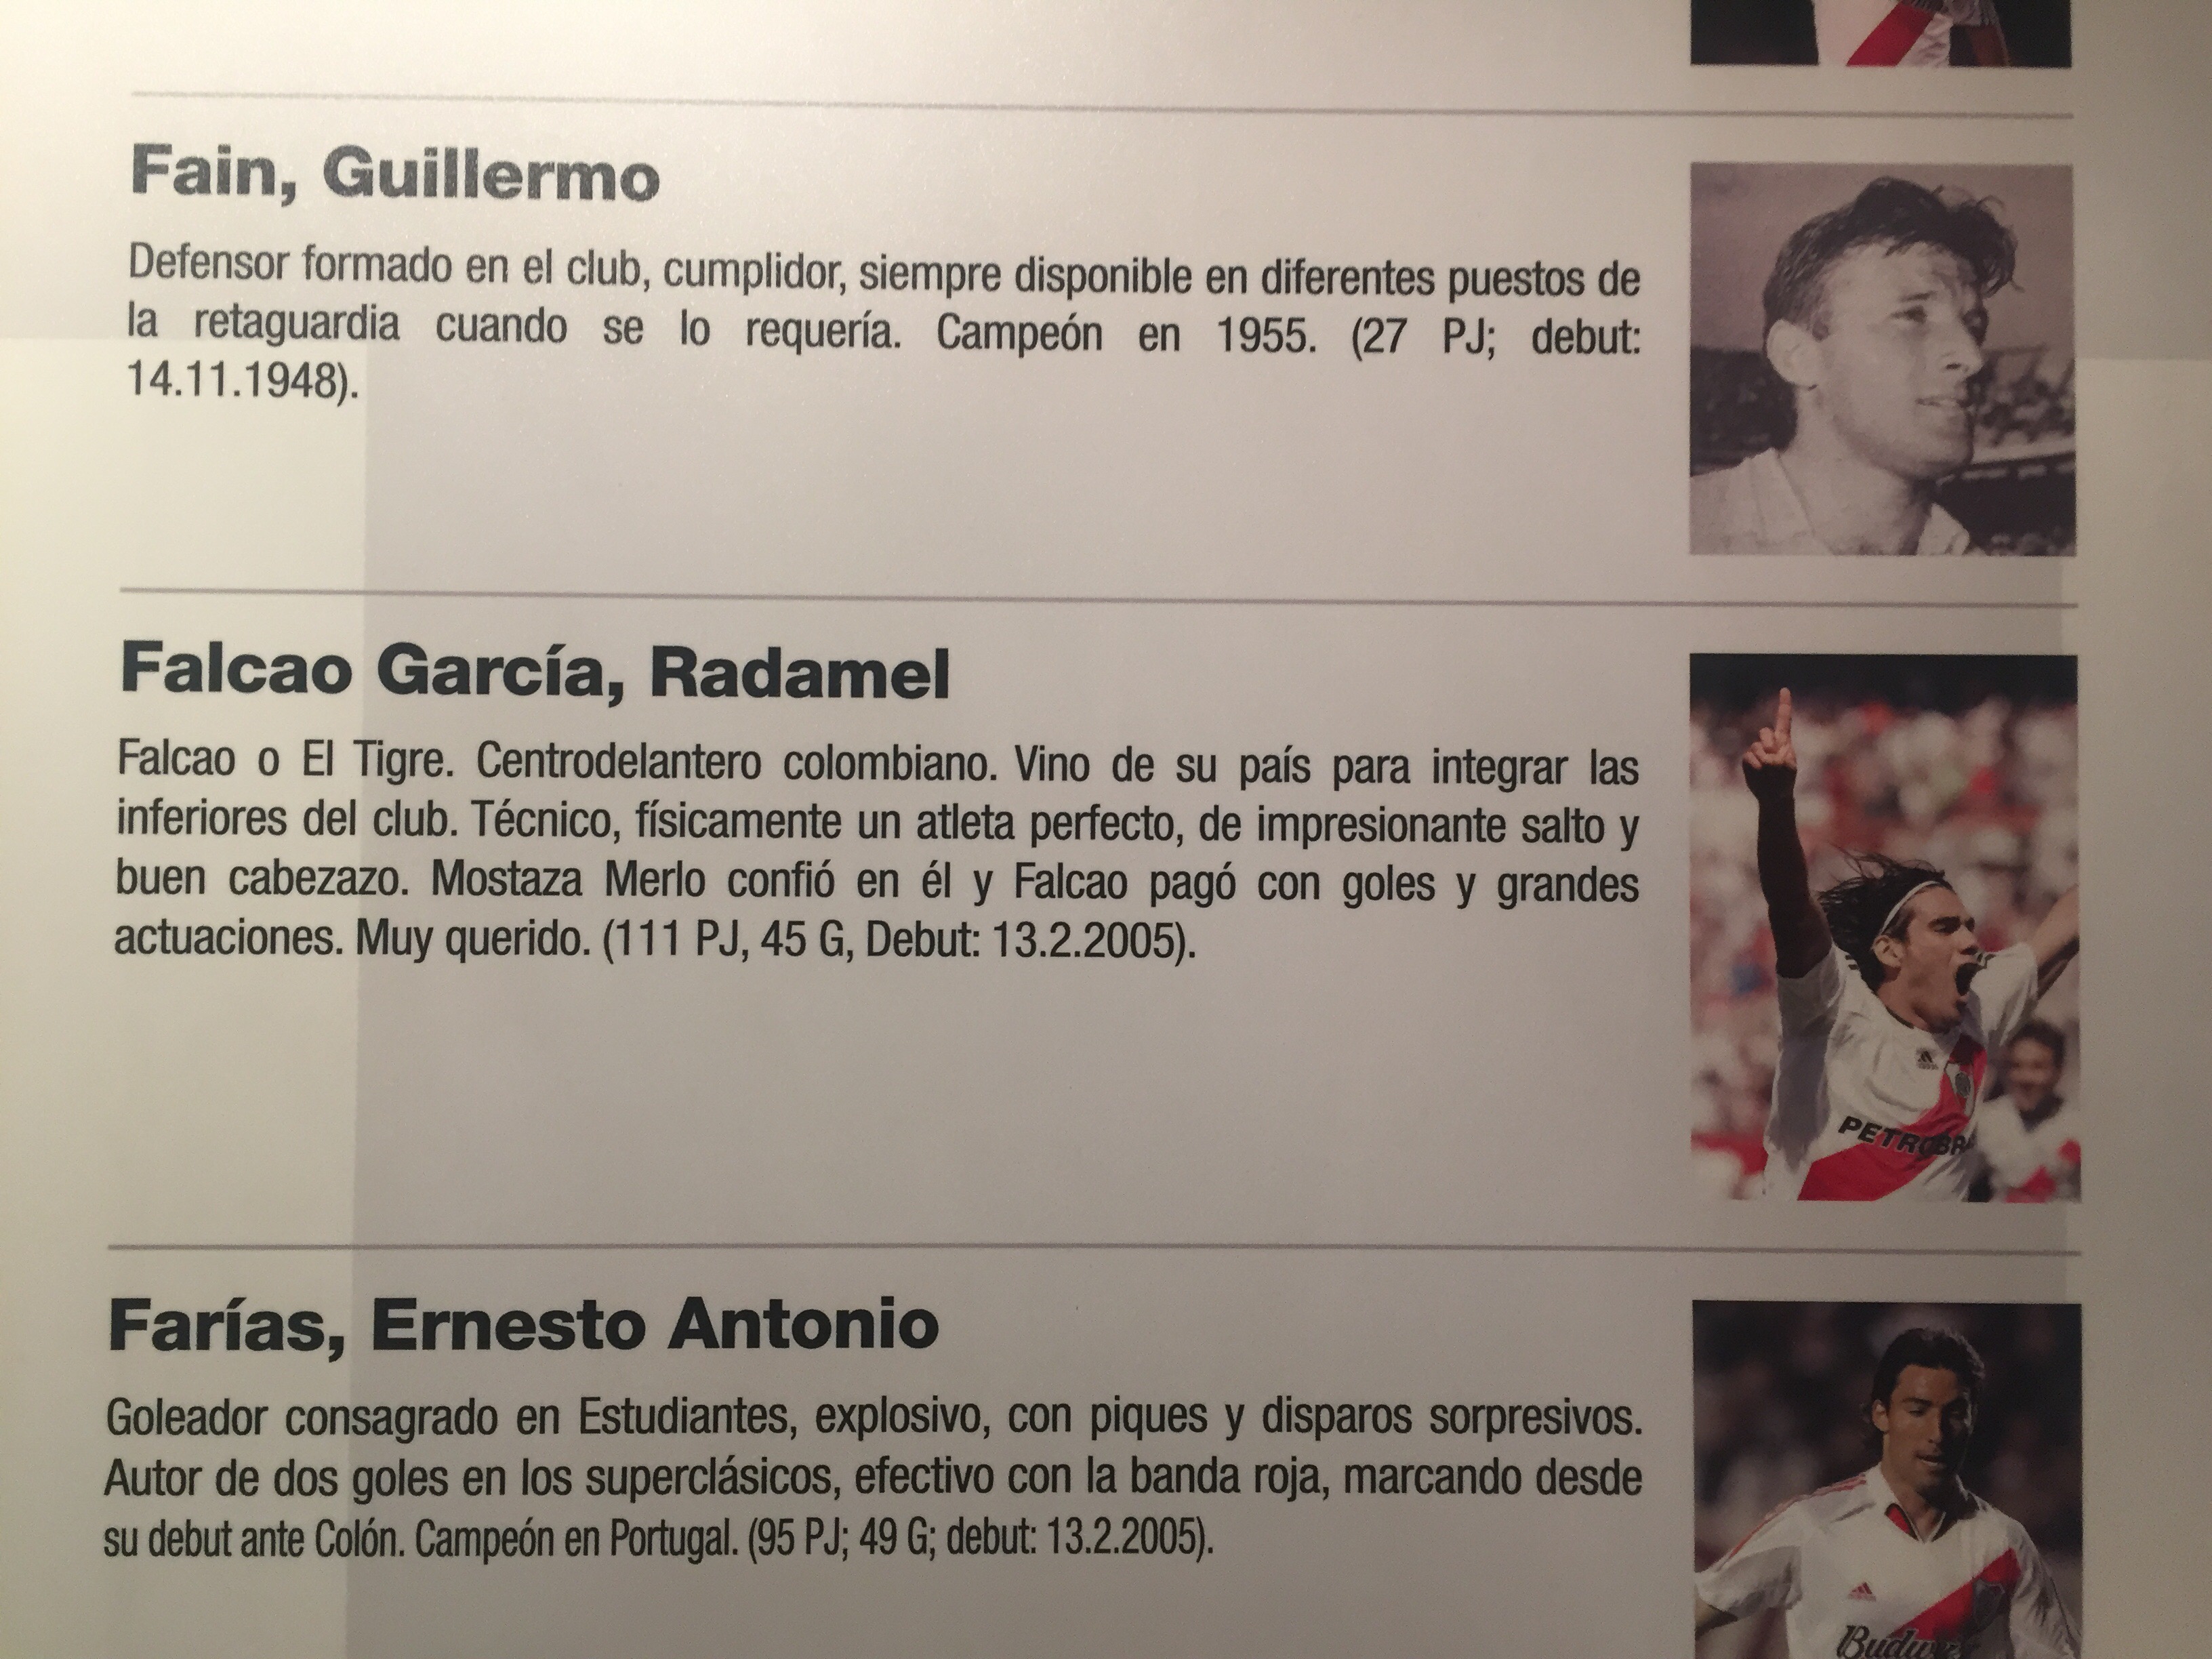 Fain, Guillermo
Defensor formado en el club, cumplidor, siempre disponible en diferentes puestos de
la retaguardia cuando se lo requería. Campeón en 1955. (27 PJ; debut:
14.11.1948).
Falcao García, Radamel
Falcao o El Tigre. Centrodelantero colombiano. Vino de su país para integrar las
inferiores del club. Técnico, físicamente un atleta perfecto, de impresionante salto y
buen cabezazo. Mostaza Merlo confió en él y Falcao pagó con goles y grandes
actuaciones. Muy querido. (111 PJ, 45 G, Debut: 13.2.2005).
PETROBR
Farías, Ernesto Antonio
Goleador consagrado en Estudiantes, explosivo, con piques y disparos sorpresivos.
Autor de dos goles en los superclásicos, efectivo con la banda roja, marcando desde
su debut ante Colón. Campeón en Portugal. (95 PJ; 49 G; debut: 13.2.2005).